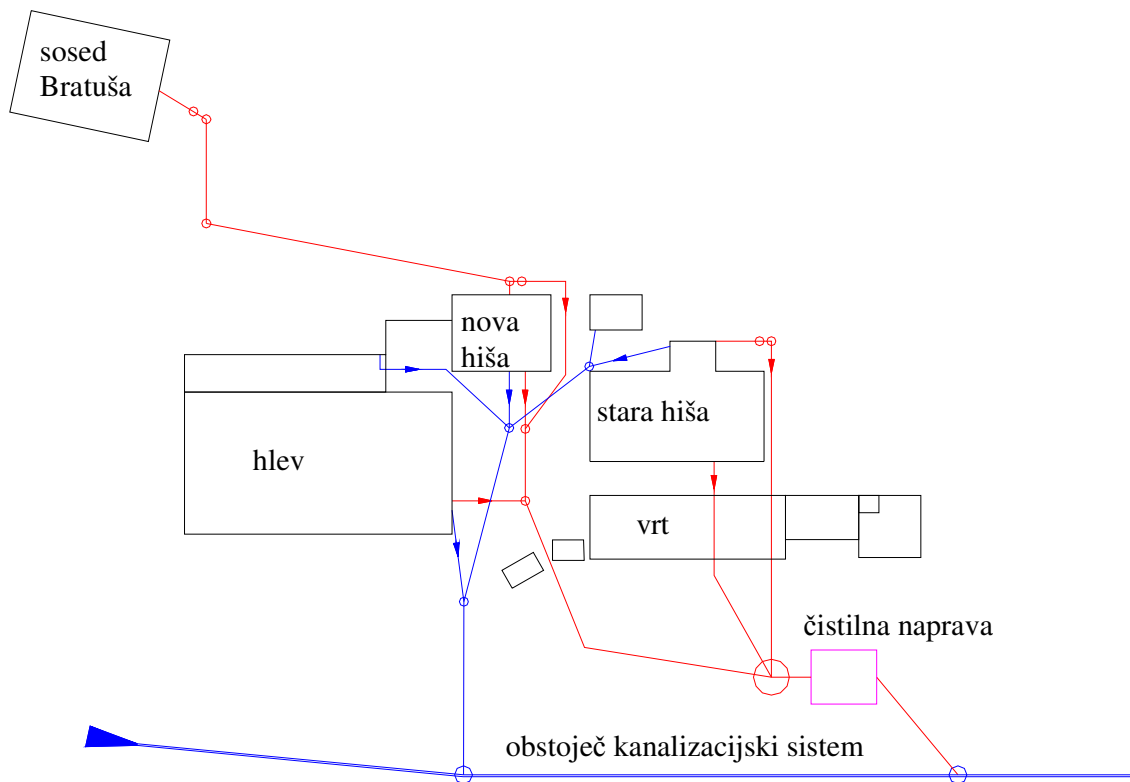 sosed
Bratuša
nova
hiša
stara hiša
hlev
vrt
čistilna naprava
obstoječ kanalizacijski sistem